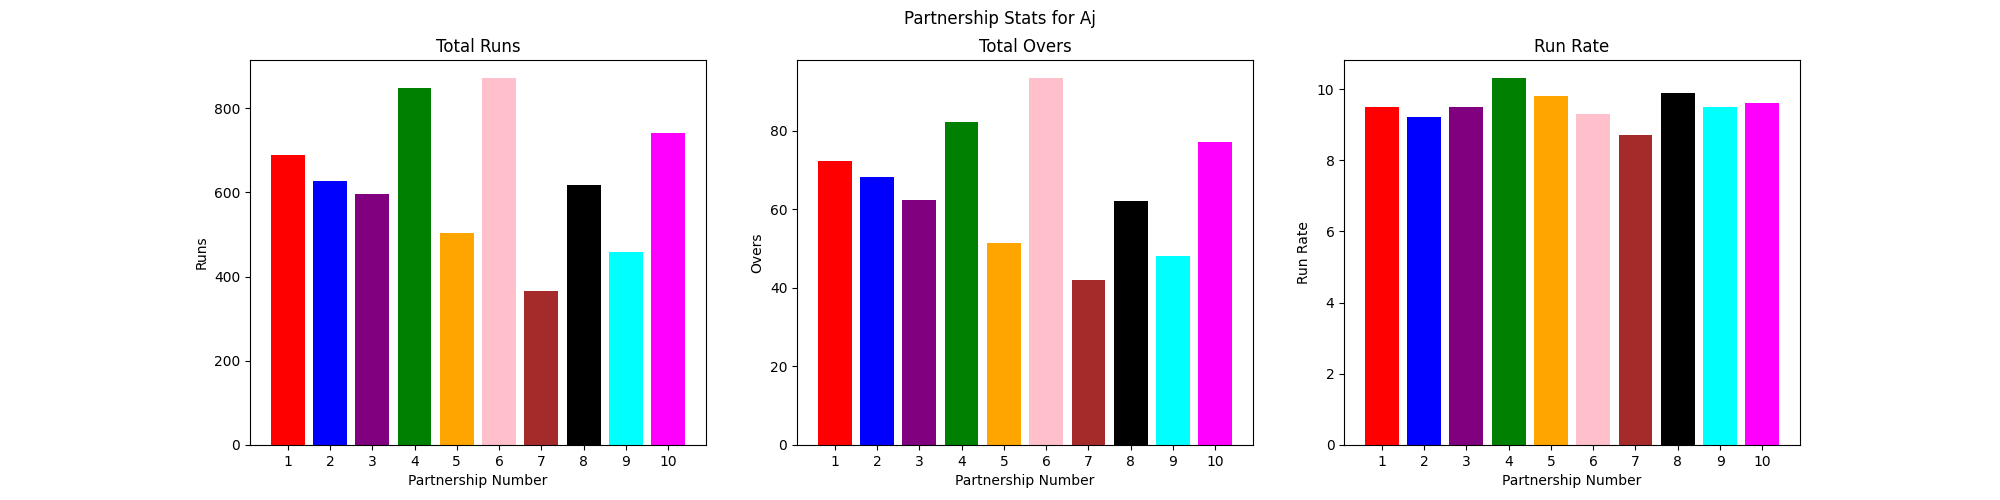 Partnership Stats for Aj
Total Runs
Runs
800
600
400
200
0
1 2 3 4 5 6 7 8 9 10
Partnership Number
Total Overs
Overs
80
60
40
20
0
1 2 3 4 5 6 7 8 9 10
Partnership Number
Run Rate
Run Rate
10
8
6
4
2
0
1 2 3 4 5 6 7 8 9 10
Partnership Number